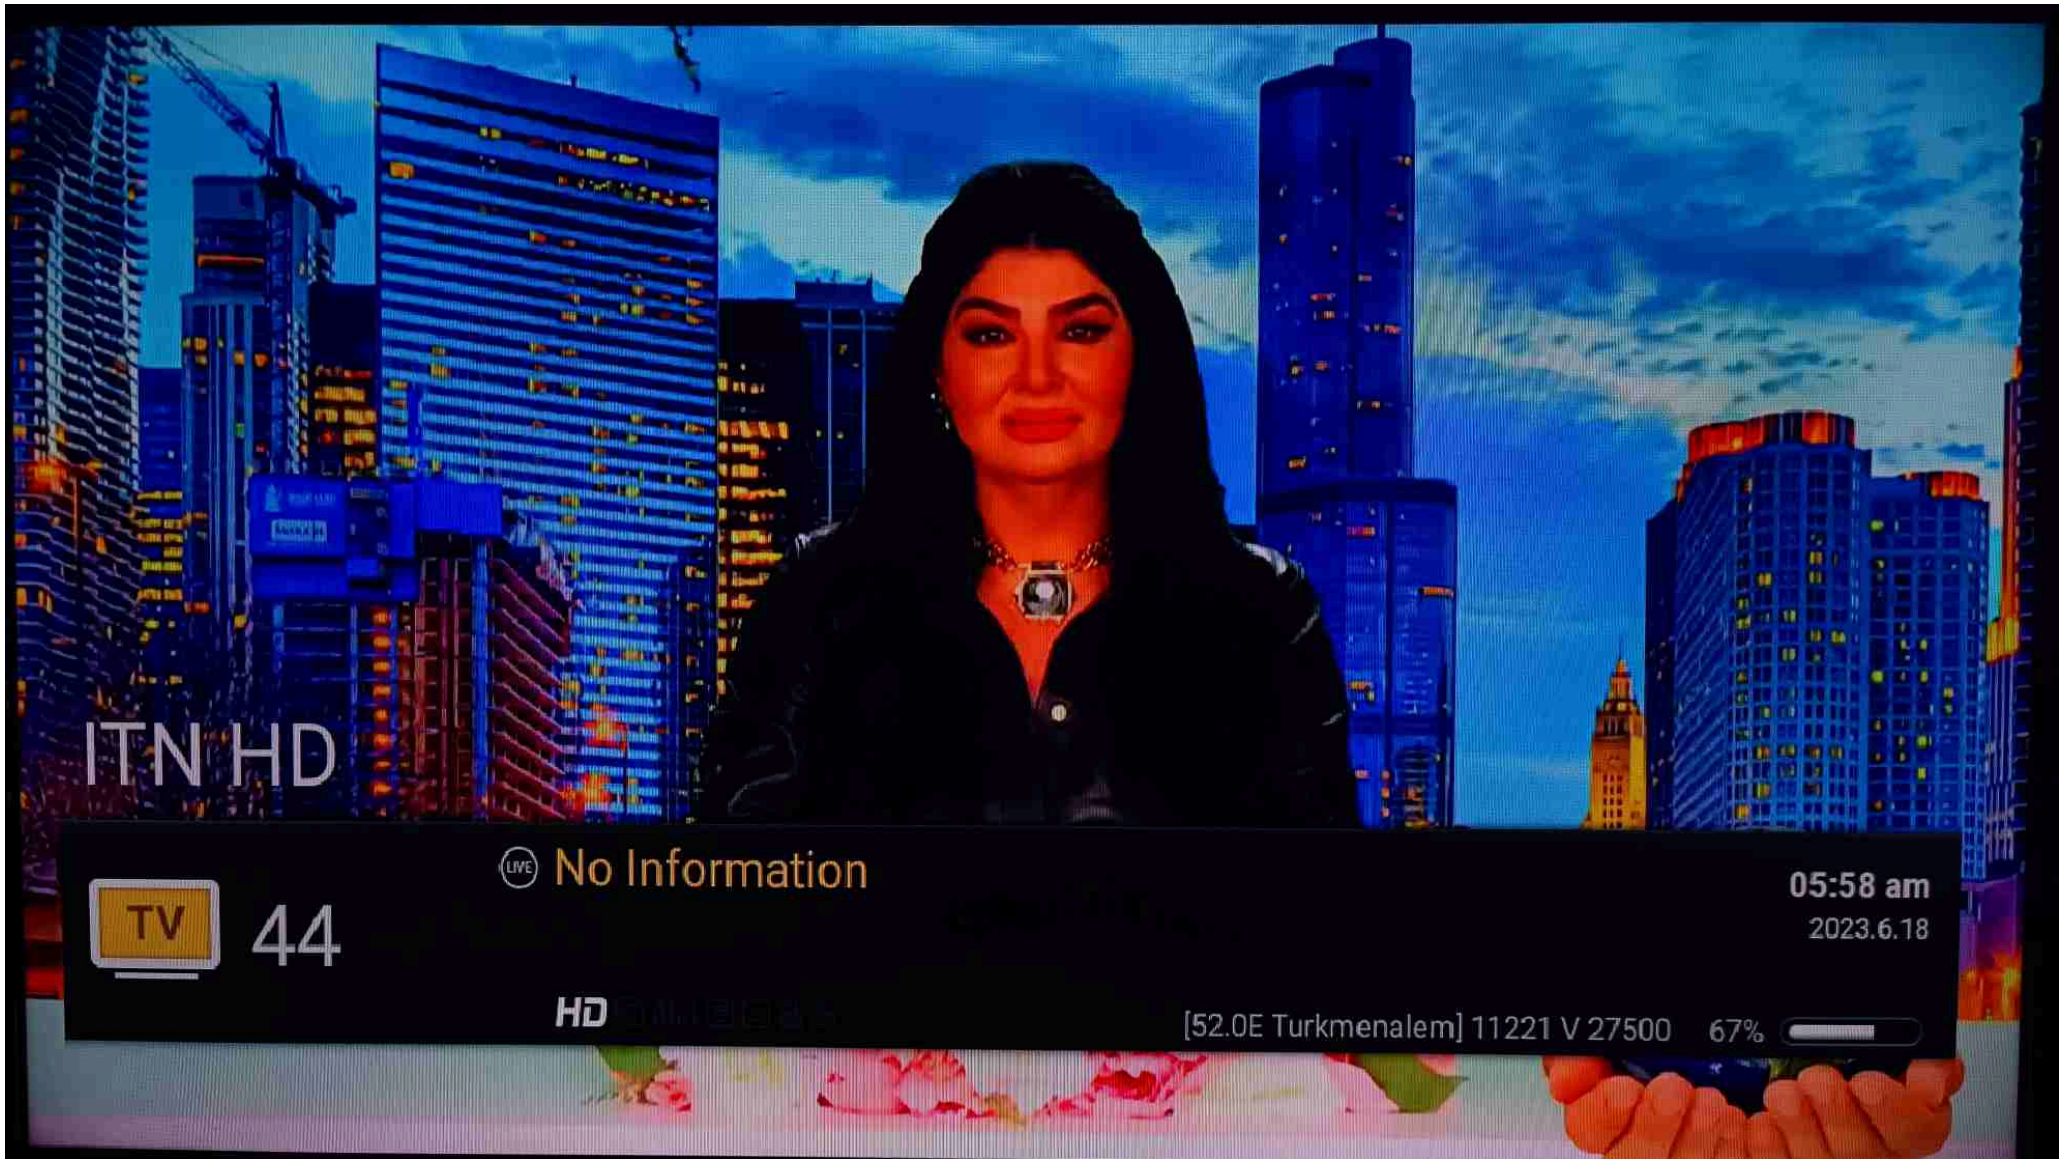 ITN HD
LIVE No Information
TV 44
05:58 am
2023.6.18
HD
[52.0E Turkmenalem] 11221 V 27500 67%